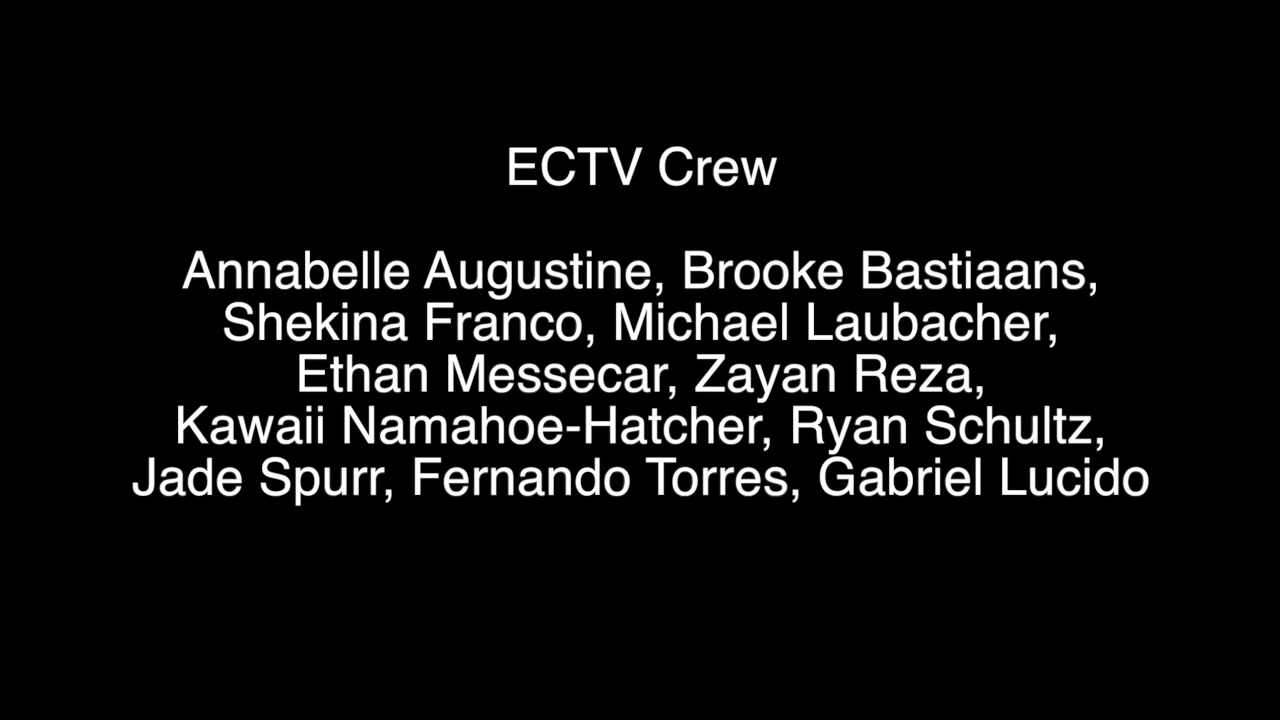 ECTV Crew
Annabelle Augustine, Brooke Bastiaans,
Shekina Franco, Michael Laubacher,
Ethan Messecar, Zayan Reza,
Kawaii Namahoe-Hatcher, Ryan Schultz,
Jade Spurr, Fernando Torres, Gabriel Lucido